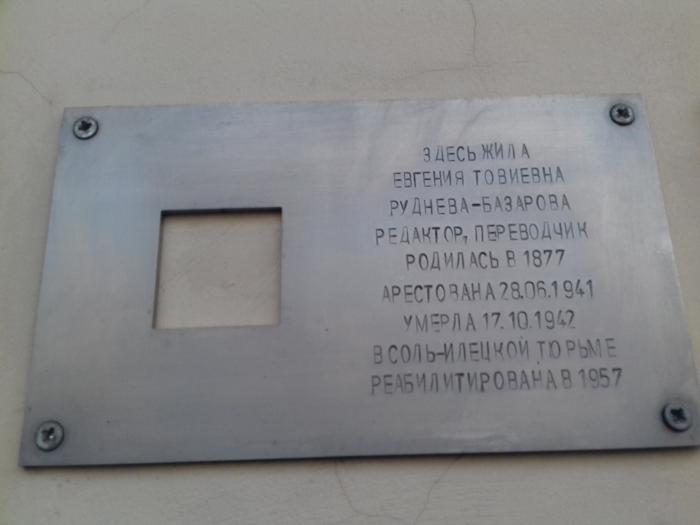 ЗДЕСЬ ЖИЛА
ЕВГЕНИЯ ТОВИЕВНА
РУДНЕВА-БАЗАРОВА
РЕДАКТОР, ПЕРЕВОДЧИК
РОДИЛАСЬ В 1877
АРЕСТОВАНА 28.06.1941
УМЕРЛА 17.10.1942
В СОЛЬ-ИЛЕЦКОЙ ТЮРЬМЕ
РЕАБИЛИТИРОВАНА В 1957